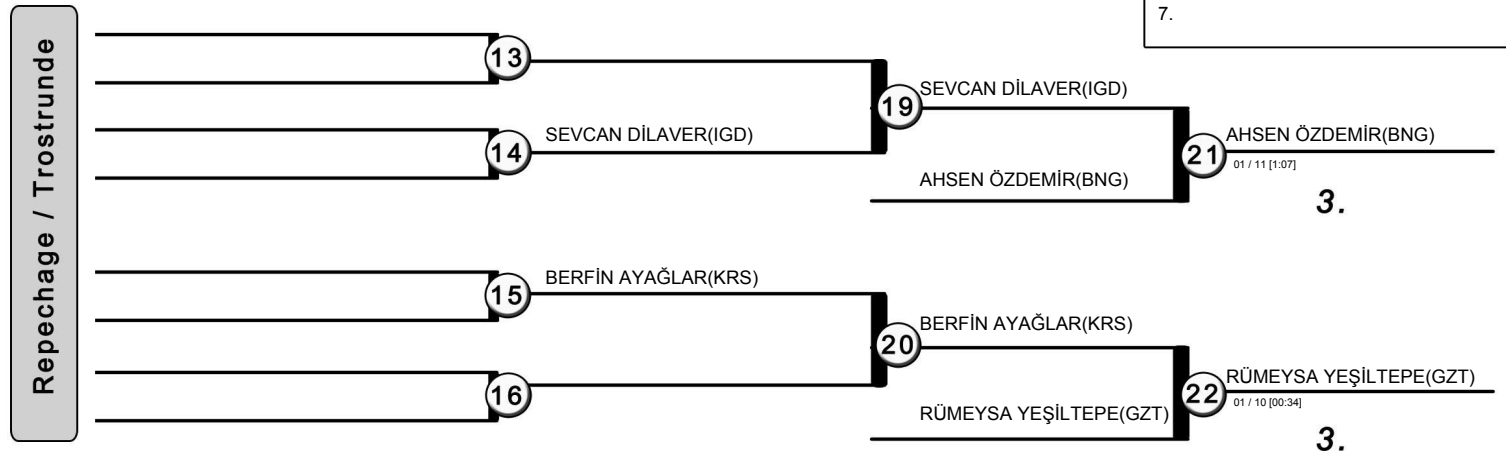 Repechage / Trostrunde
7.
13
SEVCAN DİLAVER(IGD)
19
SEVCAN DİLAVER(IGD)
14
AHSEN ÖZDEMİR(BNG)
21
AHSEN ÖZDEMİR(BNG)
01 / 11 [1:07]
3.
BERFİN AYAĞLAR(KRS)
15
BERFİN AYAĞLAR(KRS)
20
16
RÜMEYSA YEŞİLTEPE(GZT)
22
RÜMEYSA YEŞİLTEPE(GZT)
01 / 10 [00:34]
3.